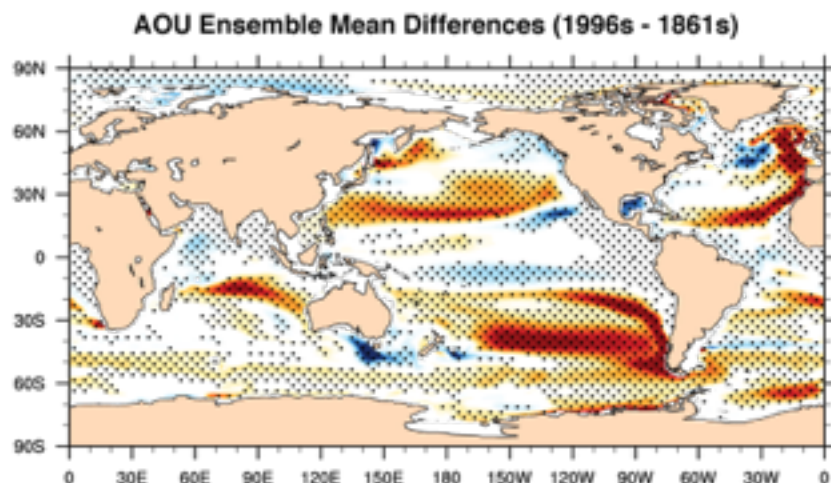 AOU Ensemble Mean Differences (1996s - 1861s)
90N
60N
30N
0
30S
60S
90S
0 30E 60E 90E 120E 150E 180 150W 120W 90W 60W 30W 0